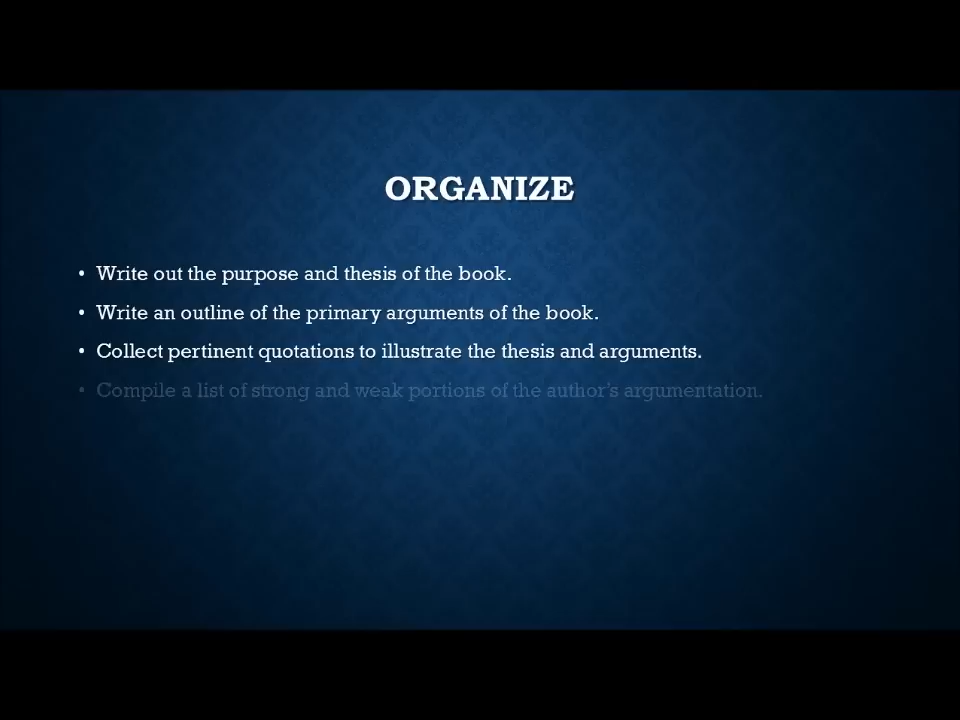 ORGANIZE
• Write out the purpose and thesis of the book.
• Write an outline of the primary arguments of the book.
• Collect pertinent quotations to illustrate the thesis and arguments.
• Compile a list of strong and weak portions of the author's argumentation.